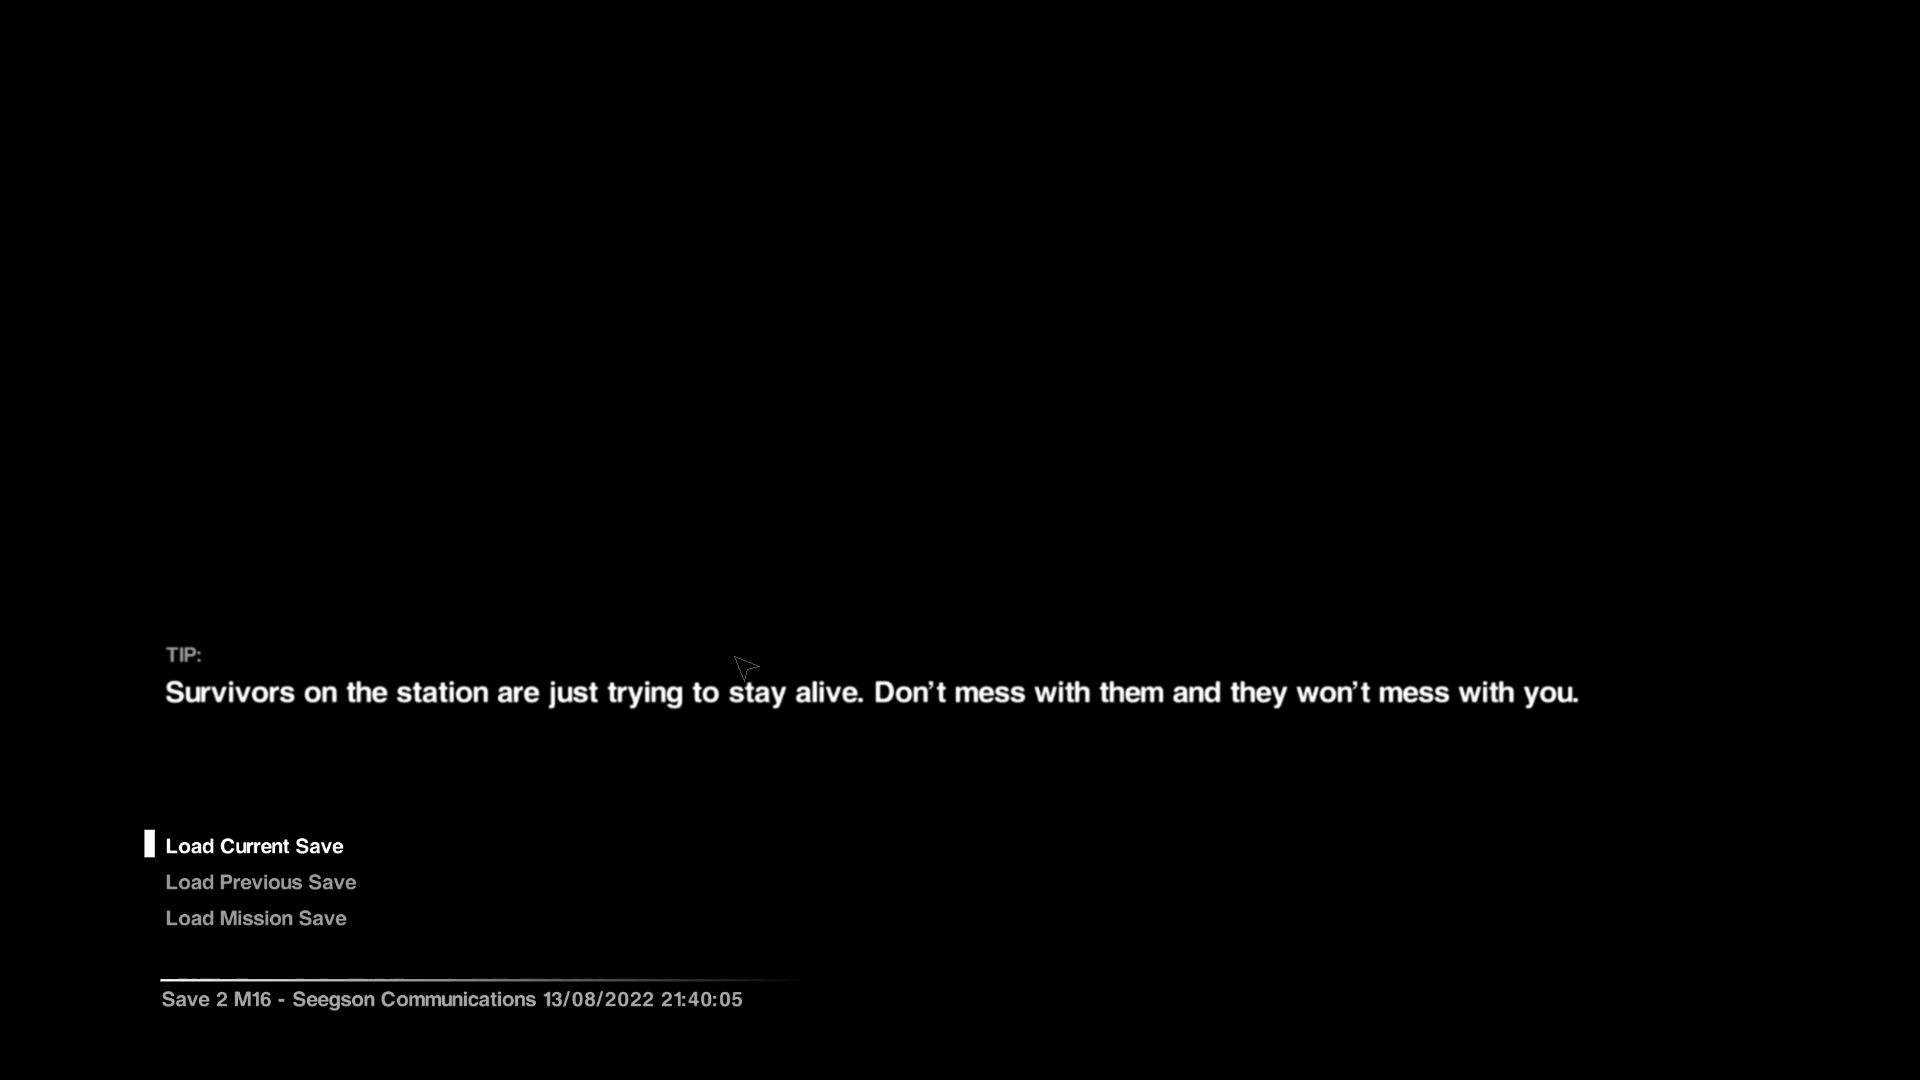 TIP:
Survivors on the station are just trying to stay alive. Don’t mess with them and they won’t mess with you.
Load Current Save
Load Previous Save
Load Mission Save
Save 2 M16 - Seegson Communications 13/08/2022 21:40:05